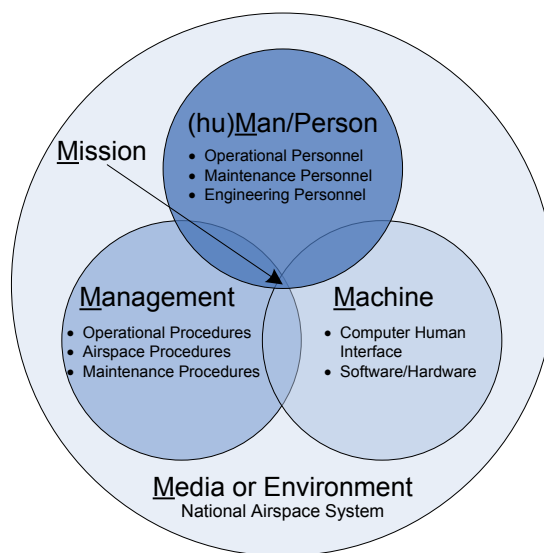 (hu)Man/Person
• Operational Personnel
• Maintenance Personnel
• Engineering Personnel
Mission
Management
• Operational Procedures
• Airspace Procedures
• Maintenance Procedures
Machine
• Computer Human
Interface
• Software/Hardware
Media or Environment
National Airspace System